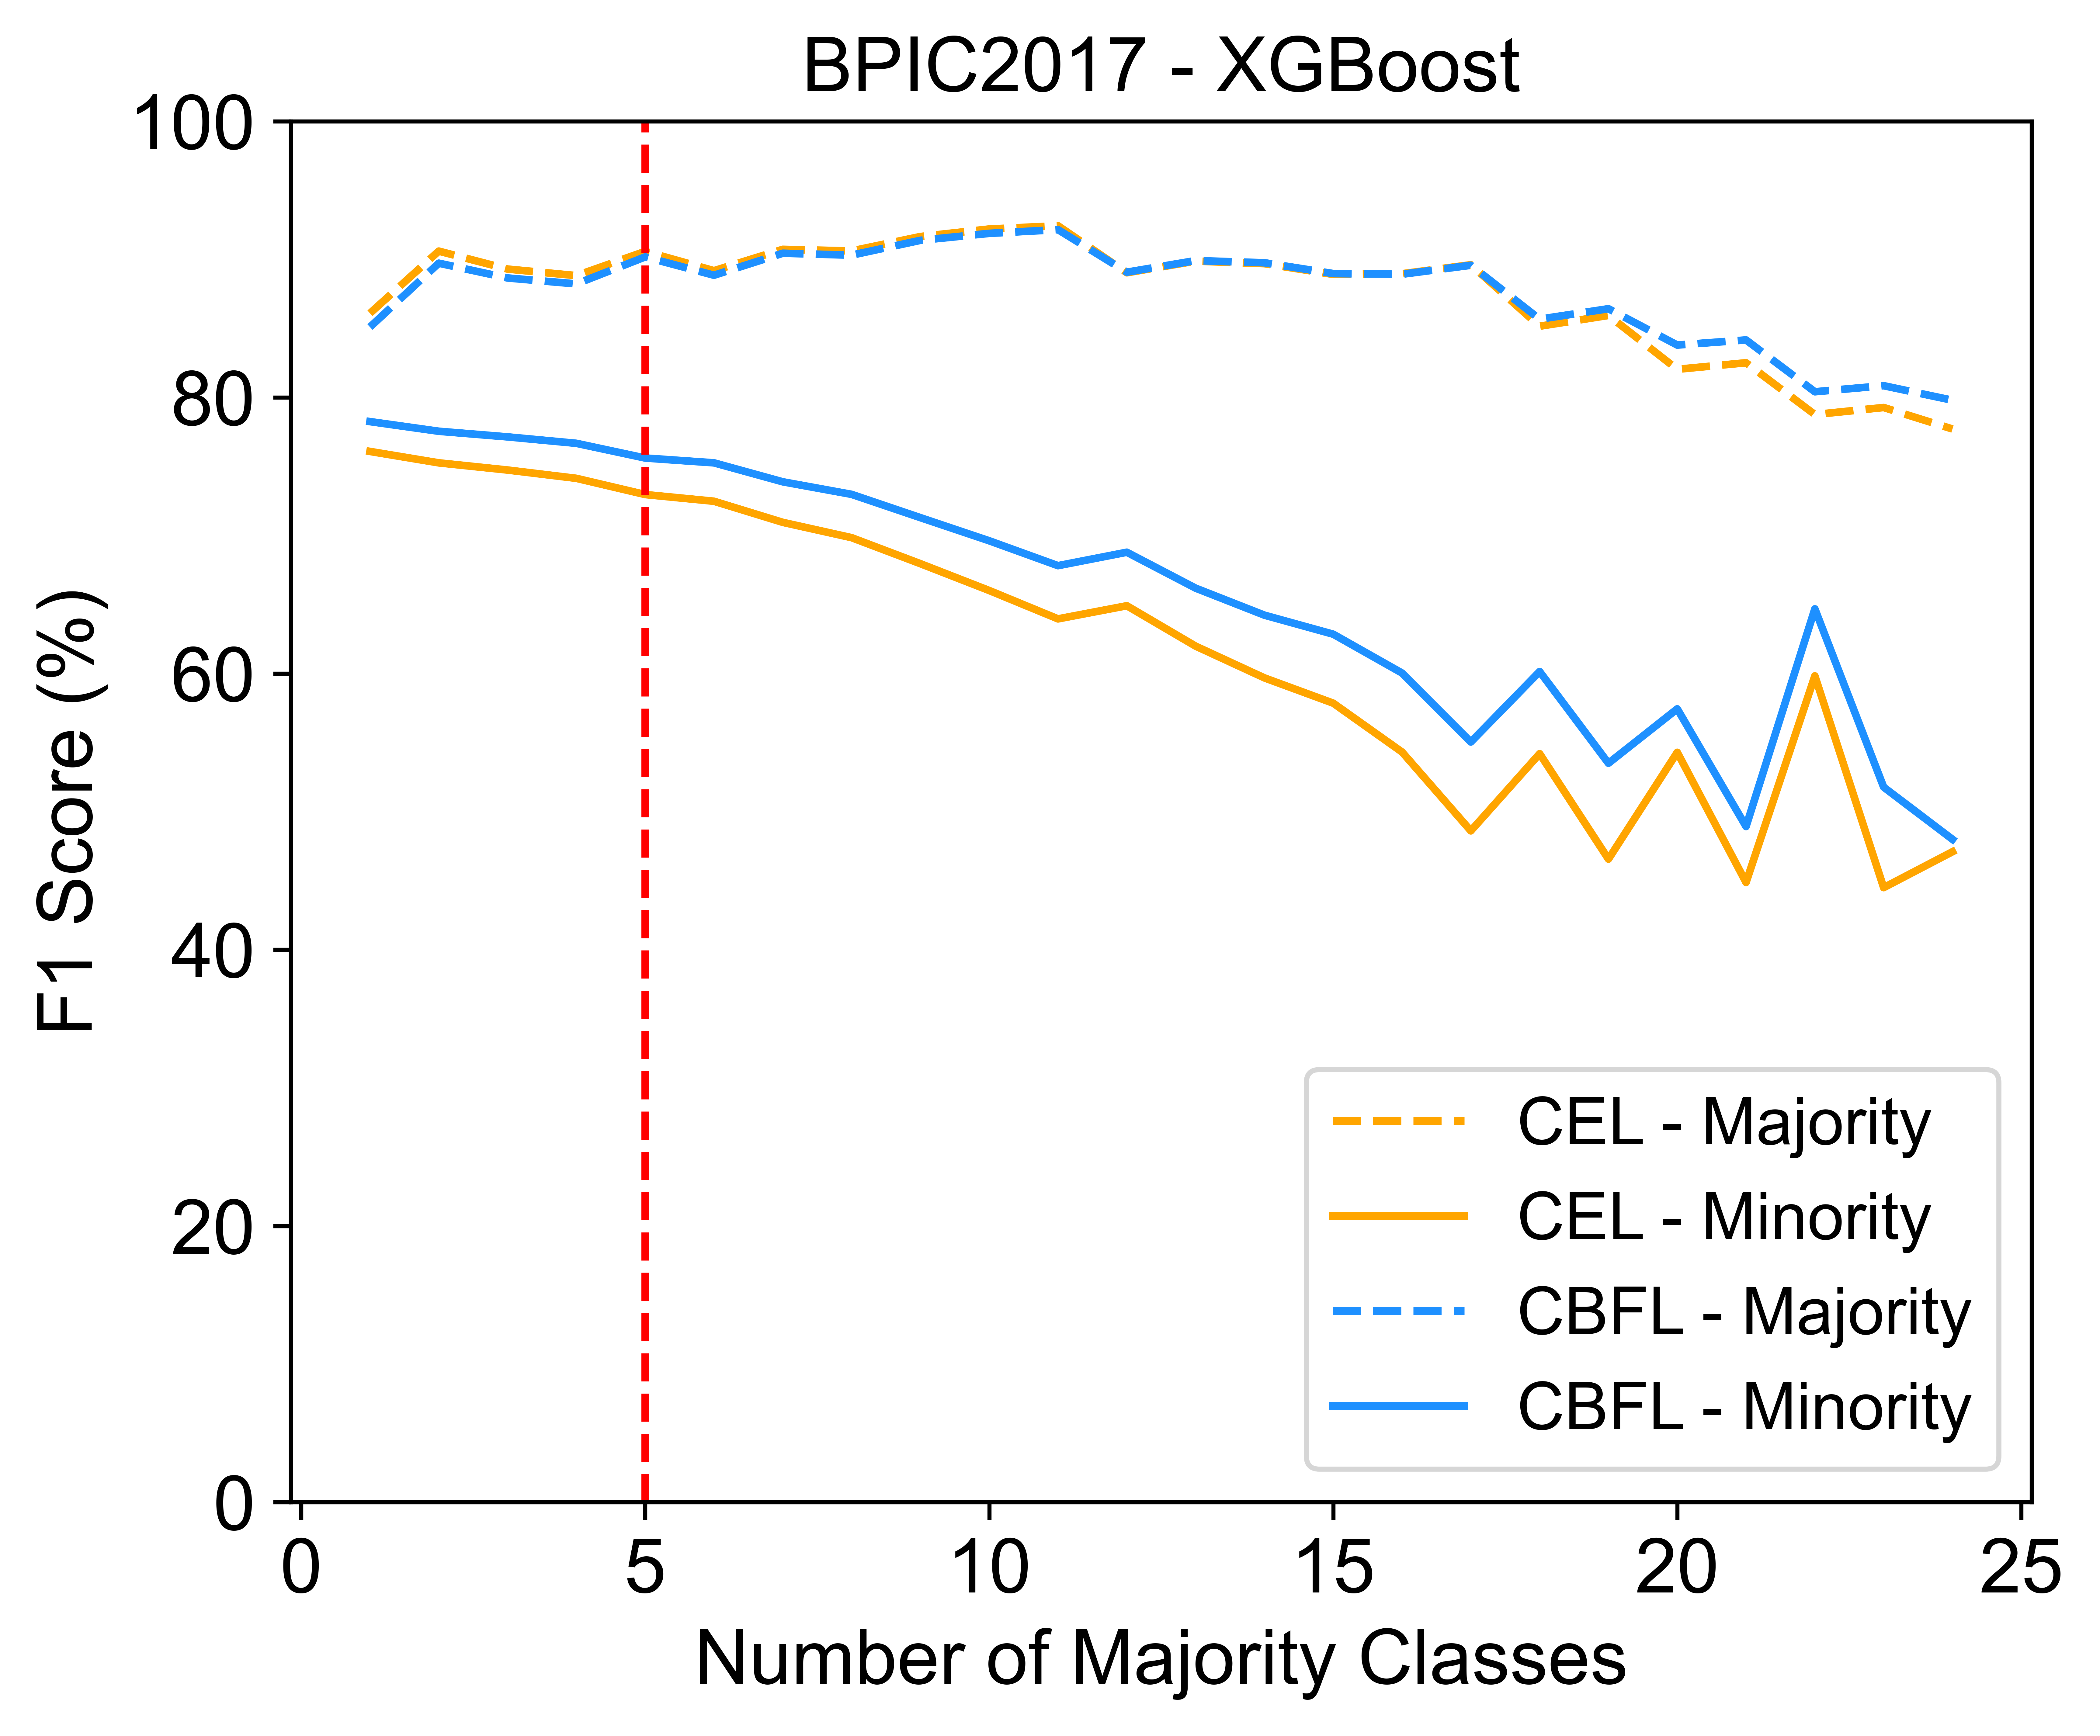 BPIC2017 - XGBoost
100
80
60
40
20
0
F1 Score (%)
0 5 10 15 20 25
Number of Majority Classes
CEL - Majority
CEL - Minority
CBFL - Majority
CBFL - Minority